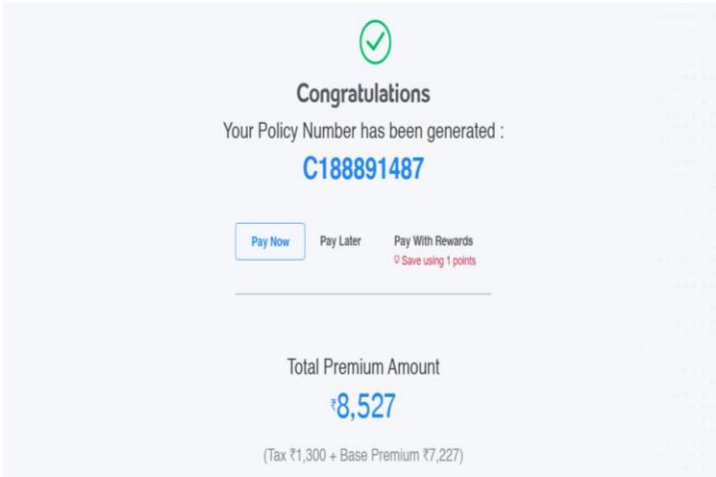 Congratulations
Your Policy Number has been generated :
C188891487
Pay Now Pay Later Pay With Rewards
Save using 1 points
Total Premium Amount
₹8,527
(Tax ₹1,300 + Base Premium ₹7,227)